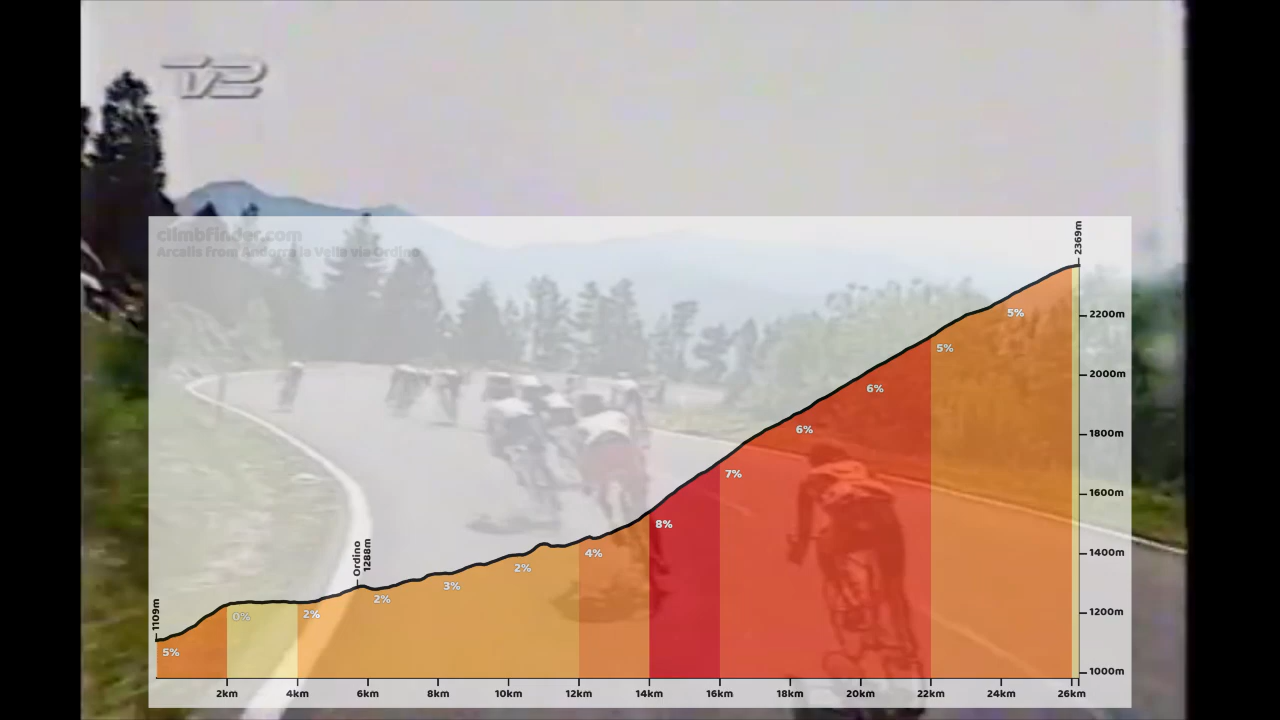 TV2
climbfinder.com
Arcalis from Andorra la Vella via Ordino
2369m
5%
2200m
5%
2000m
6%
1800m
6%
7%
1600m
8%
Ordino
1288m
4%
1400m
2%
3%
2%
1109m
0%
2%
1200m
5%
1000m
2km
4km
6km
8km
10km
12km
14km
16km
18km
20km
22km
24km
26km